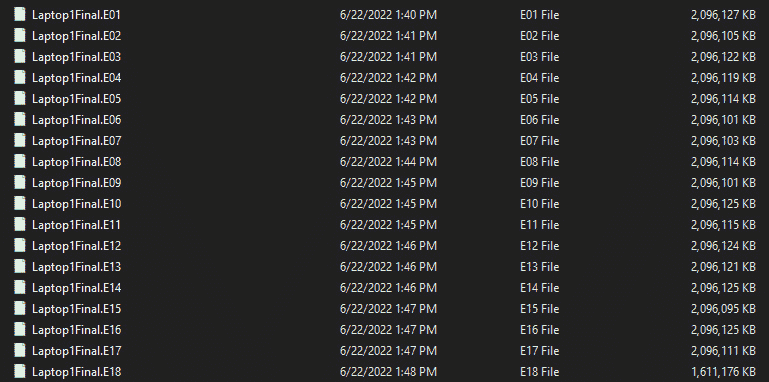 Laptop1Final.E01 6/22/2022 1:40 PM E01 File 2,096,127 KB
Laptop1Final.E02 6/22/2022 1:41 PM E02 File 2,096,105 KB
Laptop1Final.E03 6/22/2022 1:41 PM E03 File 2,096,122 KB
Laptop1Final.E04 6/22/2022 1:42 PM E04 File 2,096,119 KB
Laptop1Final.E05 6/22/2022 1:42 PM E05 File 2,096,114 KB
Laptop1Final.E06 6/22/2022 1:43 PM E06 File 2,096,101 KB
Laptop1Final.E07 6/22/2022 1:43 PM E07 File 2,096,103 KB
Laptop1Final.E08 6/22/2022 1:44 PM E08 File 2,096,114 KB
Laptop1Final.E09 6/22/2022 1:45 PM E09 File 2,096,101 KB
Laptop1Final.E10 6/22/2022 1:45 PM E10 File 2,096,125 KB
Laptop1Final.E11 6/22/2022 1:45 PM E11 File 2,096,115 KB
Laptop1Final.E12 6/22/2022 1:46 PM E12 File 2,096,124 KB
Laptop1Final.E13 6/22/2022 1:46 PM E13 File 2,096,121 KB
Laptop1Final.E14 6/22/2022 1:46 PM E14 File 2,096,125 KB
Laptop1Final.E15 6/22/2022 1:47 PM E15 File 2,096,095 KB
Laptop1Final.E16 6/22/2022 1:47 PM E16 File 2,096,125 KB
Laptop1Final.E17 6/22/2022 1:47 PM E17 File 2,096,111 KB
Laptop1Final.E18 6/22/2022 1:48 PM E18 File 1,611,176 KB